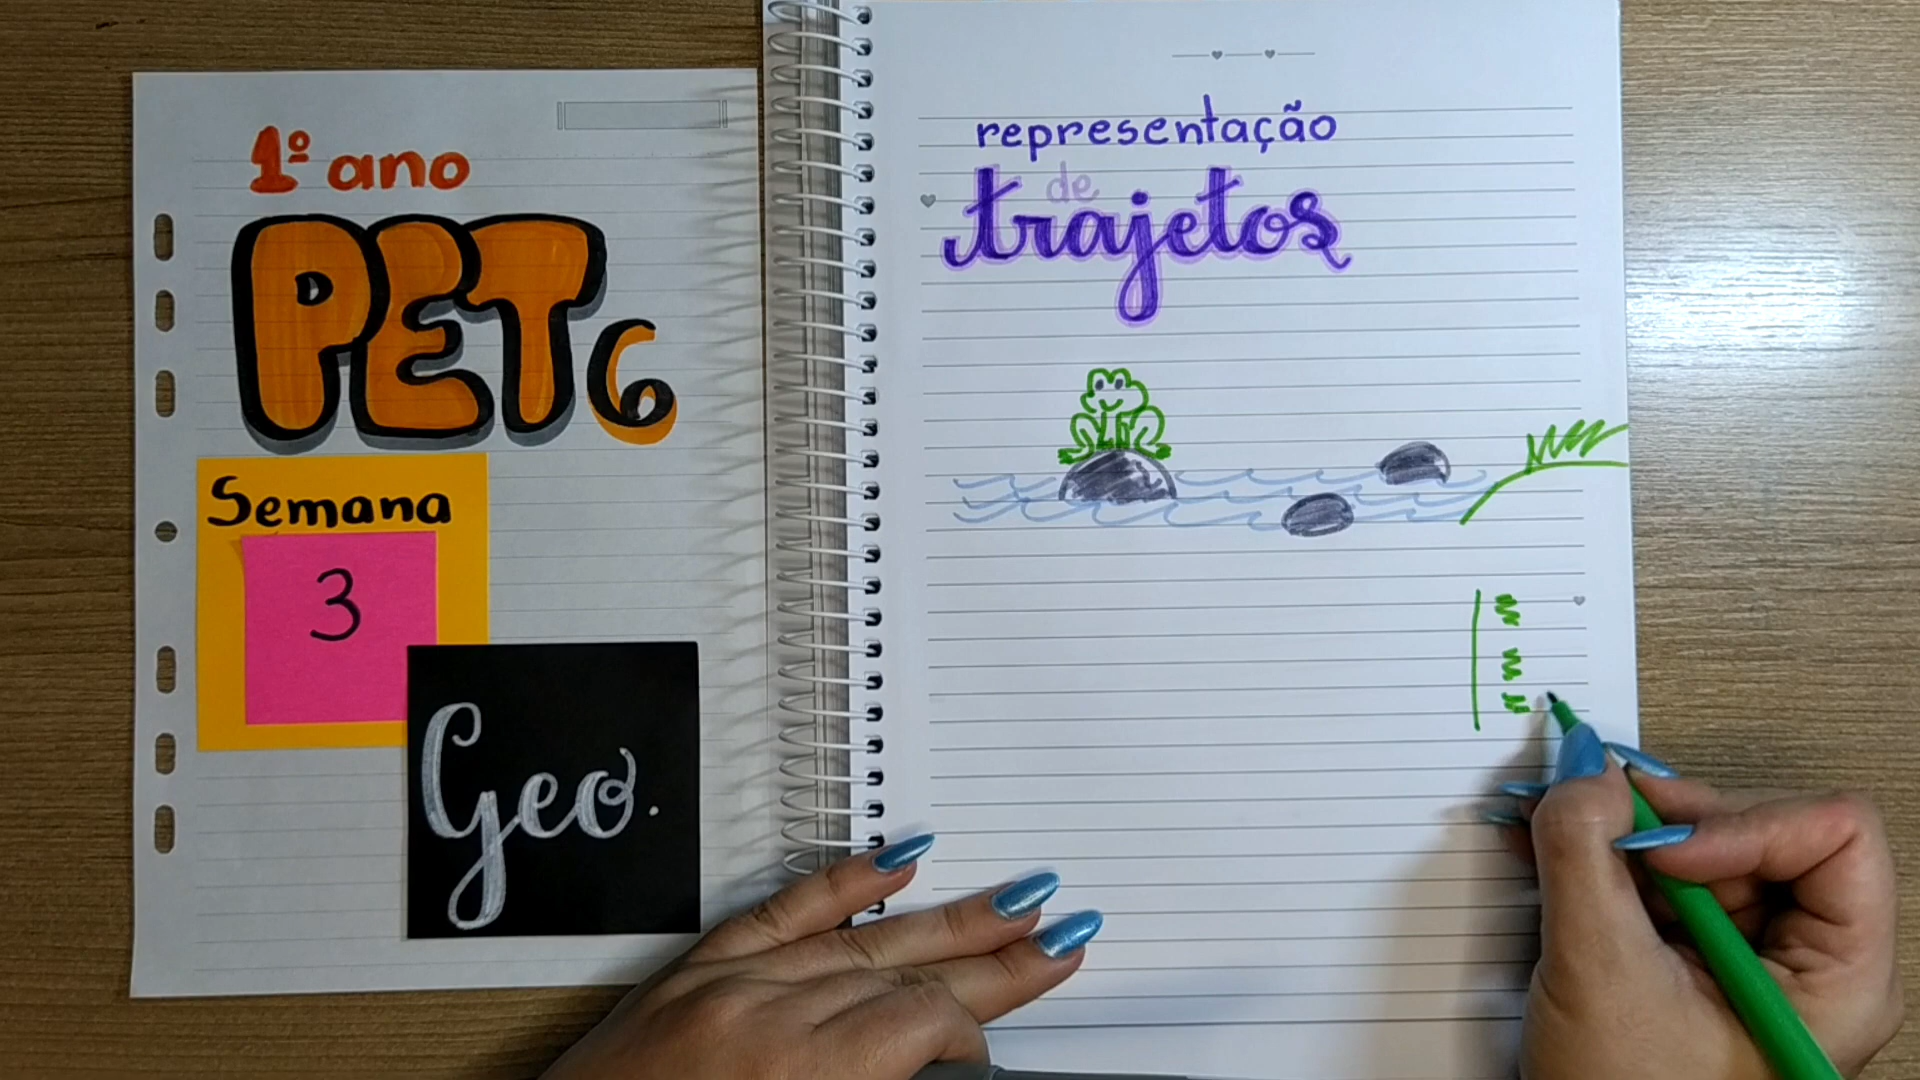 1º ano
PET 6
Semana
3
Geo.
representação
de
trajetos